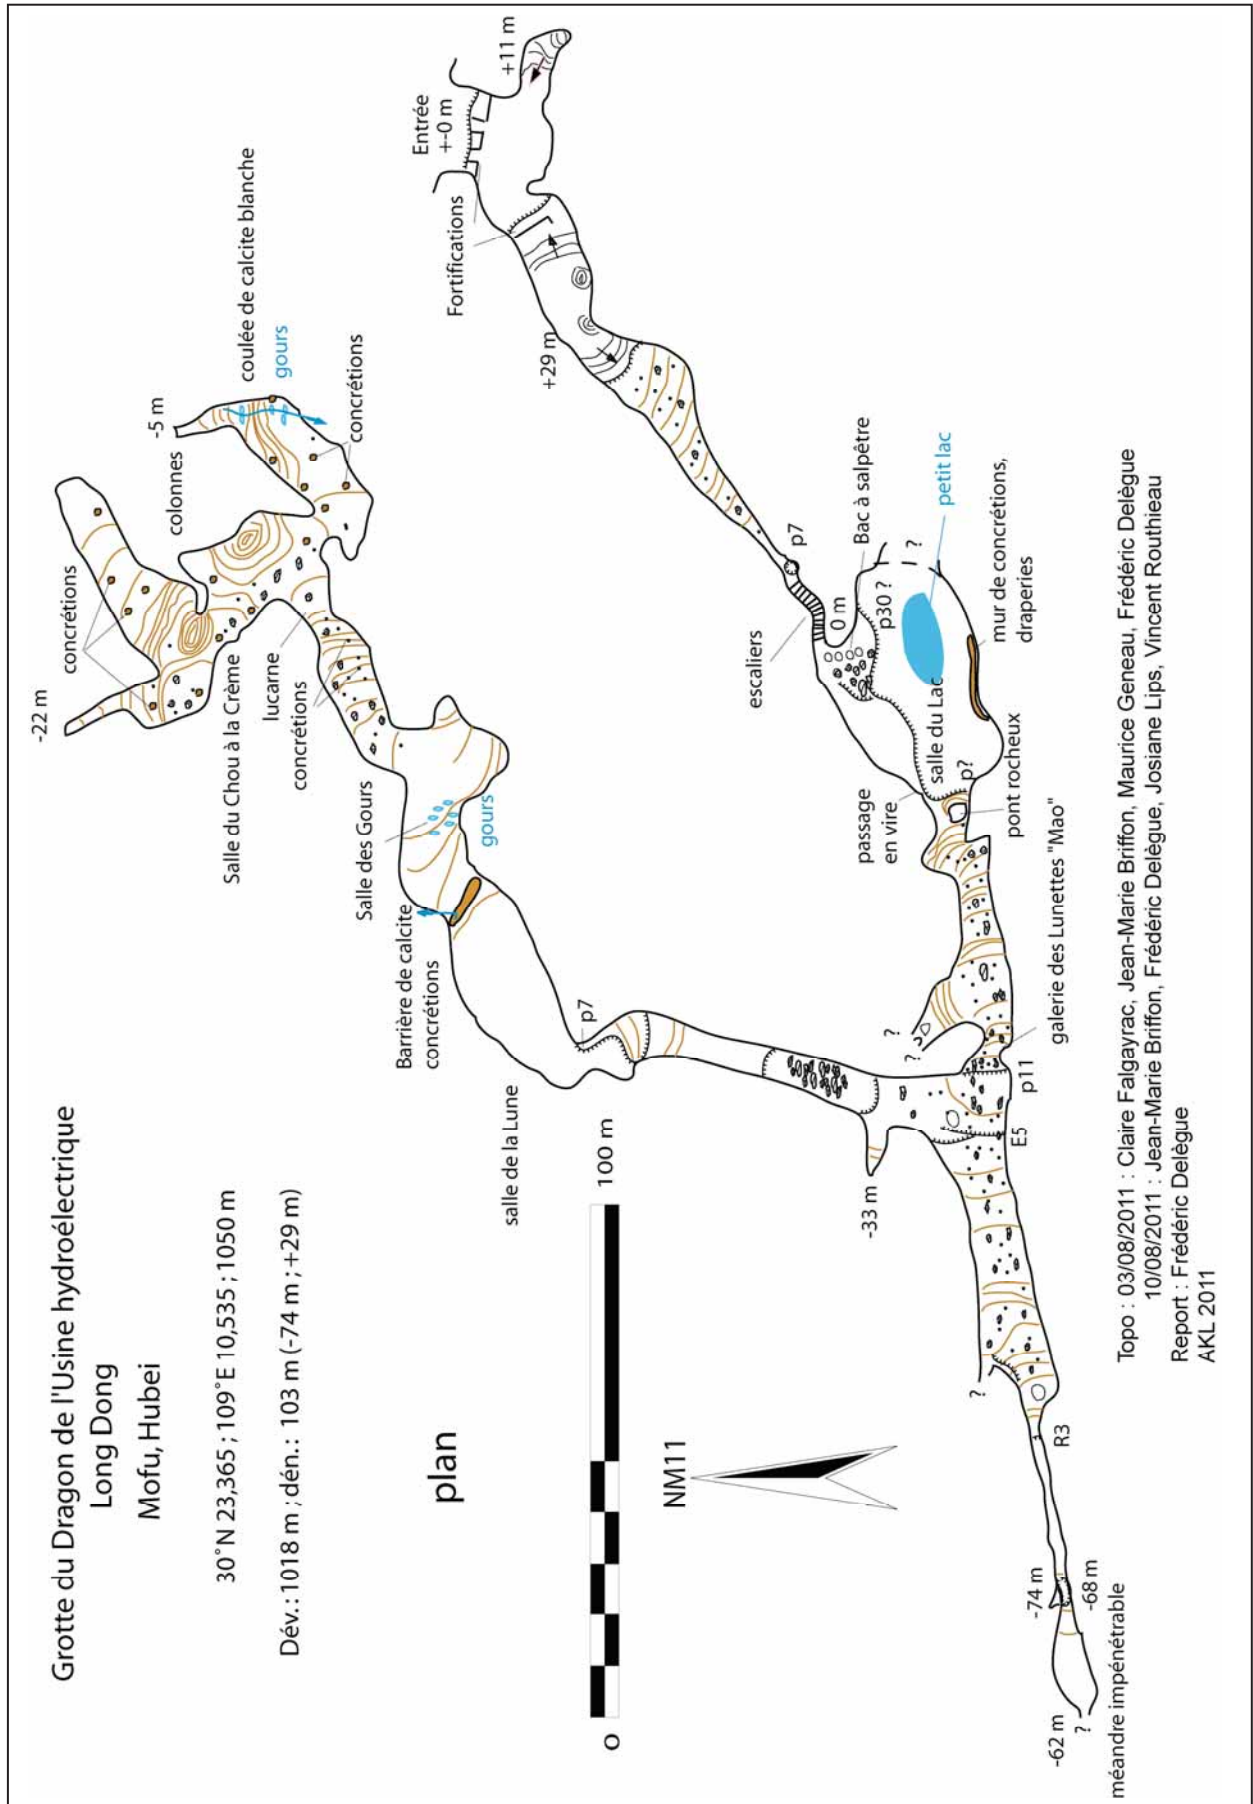 Grotte du Dragon de l'Usine hydroélectrique
Long Dong
Mofu, Hubei
30°N 23,365 ; 109°E 10,535 ; 1050 m
Dév.: 1018 m ; dén.: 103 m (-74 m ; +29 m)
plan
0
100 m
NM11
-22 m
concrétions
colonnes
-5 m
coulée de calcite blanche
gours
concrétions
Salle du Chou à la Crème
lucarne
concrétions
Salle des Gours
gours
Barrière de calcite
concrétions
salle de la Lune
p7
Entrée
+-0 m
+11 m
Fortifications
+29 m
p7
escaliers
0 m
Bac à salpêtre
p30 ?
?
petit lac
salle du Lac
mur de concrétions,
draperies
passage
en vire
p?
pont rocheux
galerie des Lunettes "Mao"
?
?
p11
E5
-33 m
?
R3
-74 m
-68 m
-62 m
?
méandre impénétrable
Topo : 03/08/2011 : Claire Falgayrac, Jean-Marie Briffon, Maurice Geneau, Frédéric Delègue
10/08/2011 : Jean-Marie Briffon, Frédéric Delègue, Josiane Lips, Vincent Routhieau
Report : Frédéric Delègue
AKL 2011